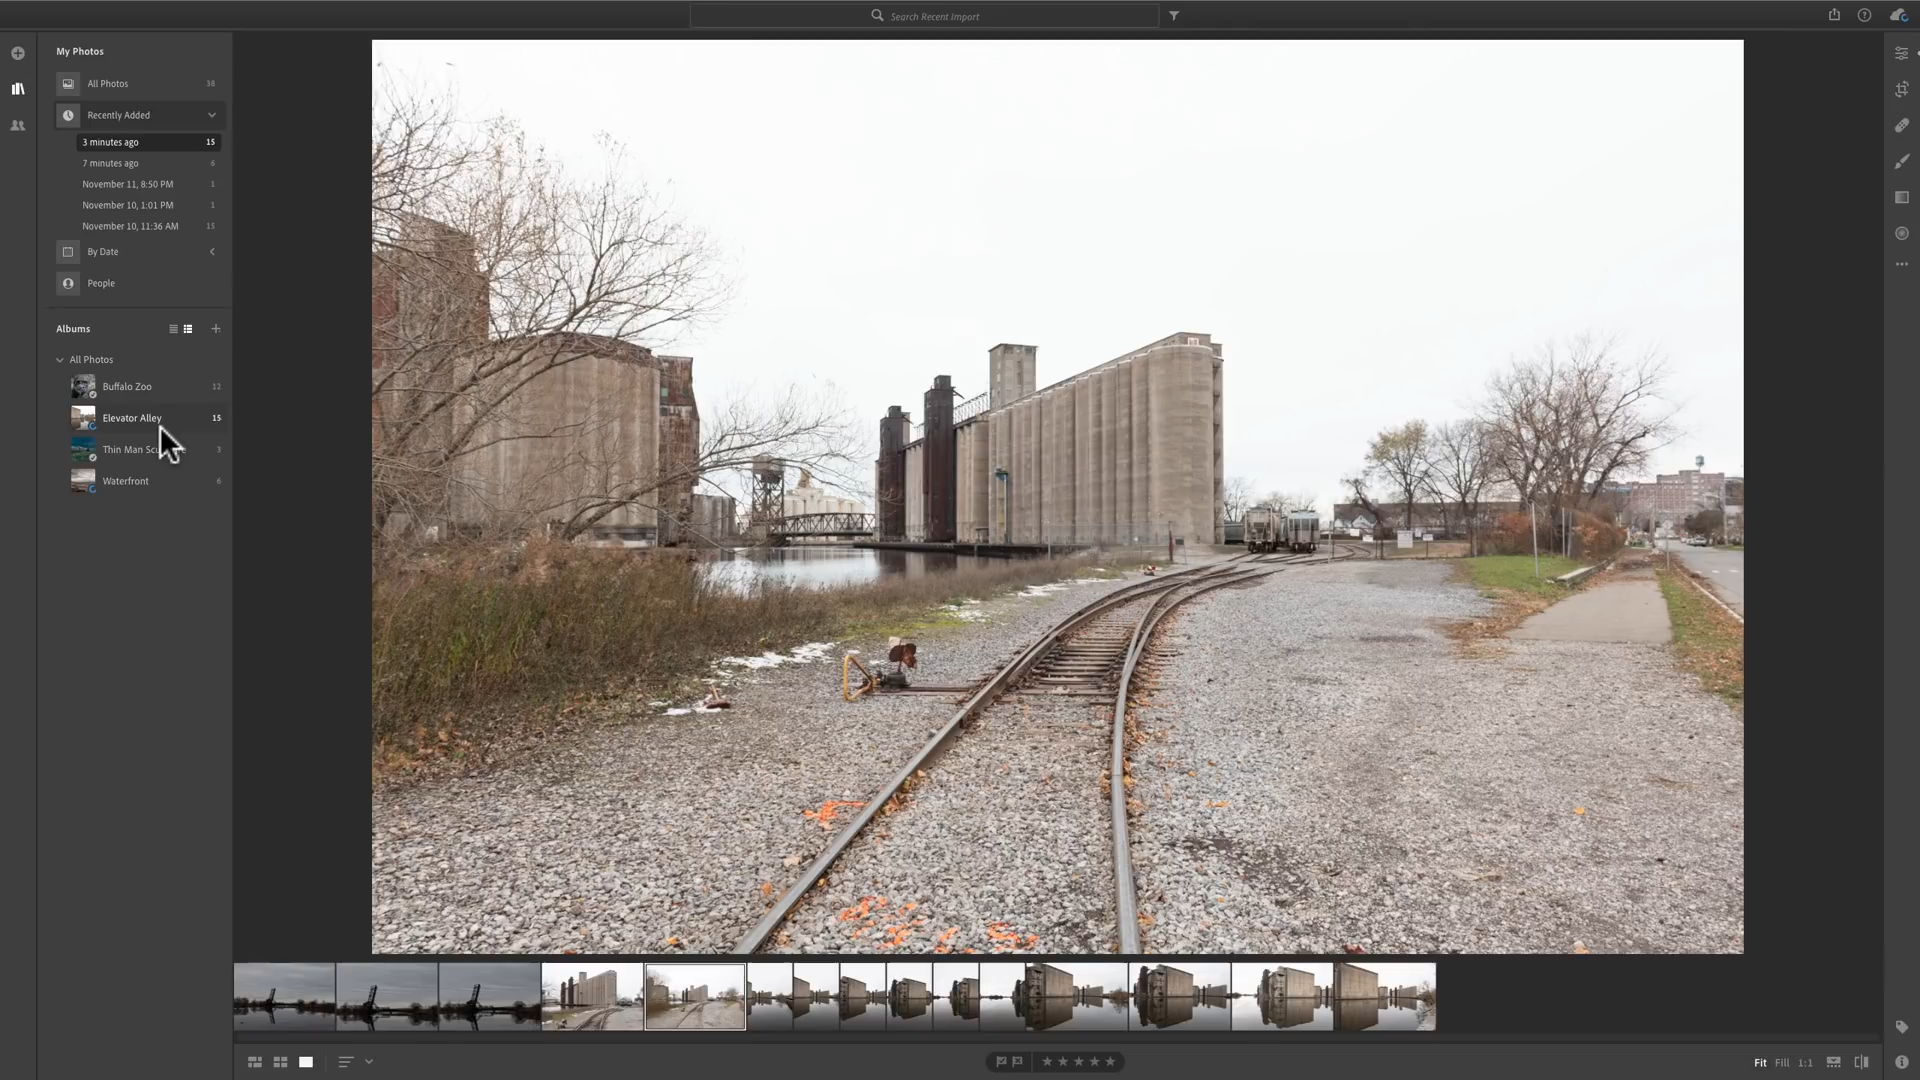 Search Recent Import
My Photos
All Photos 38
Recently Added
3 minutes ago 15
7 minutes ago 6
November 11, 8:50 PM 1
November 10, 1:01 PM 1
November 10, 11:36 AM 15
By Date
People
Albums
All Photos
Buffalo Zoo 12
Elevator Alley 15
Thin Man 3
Waterfront 6
Fit Fill 1:1